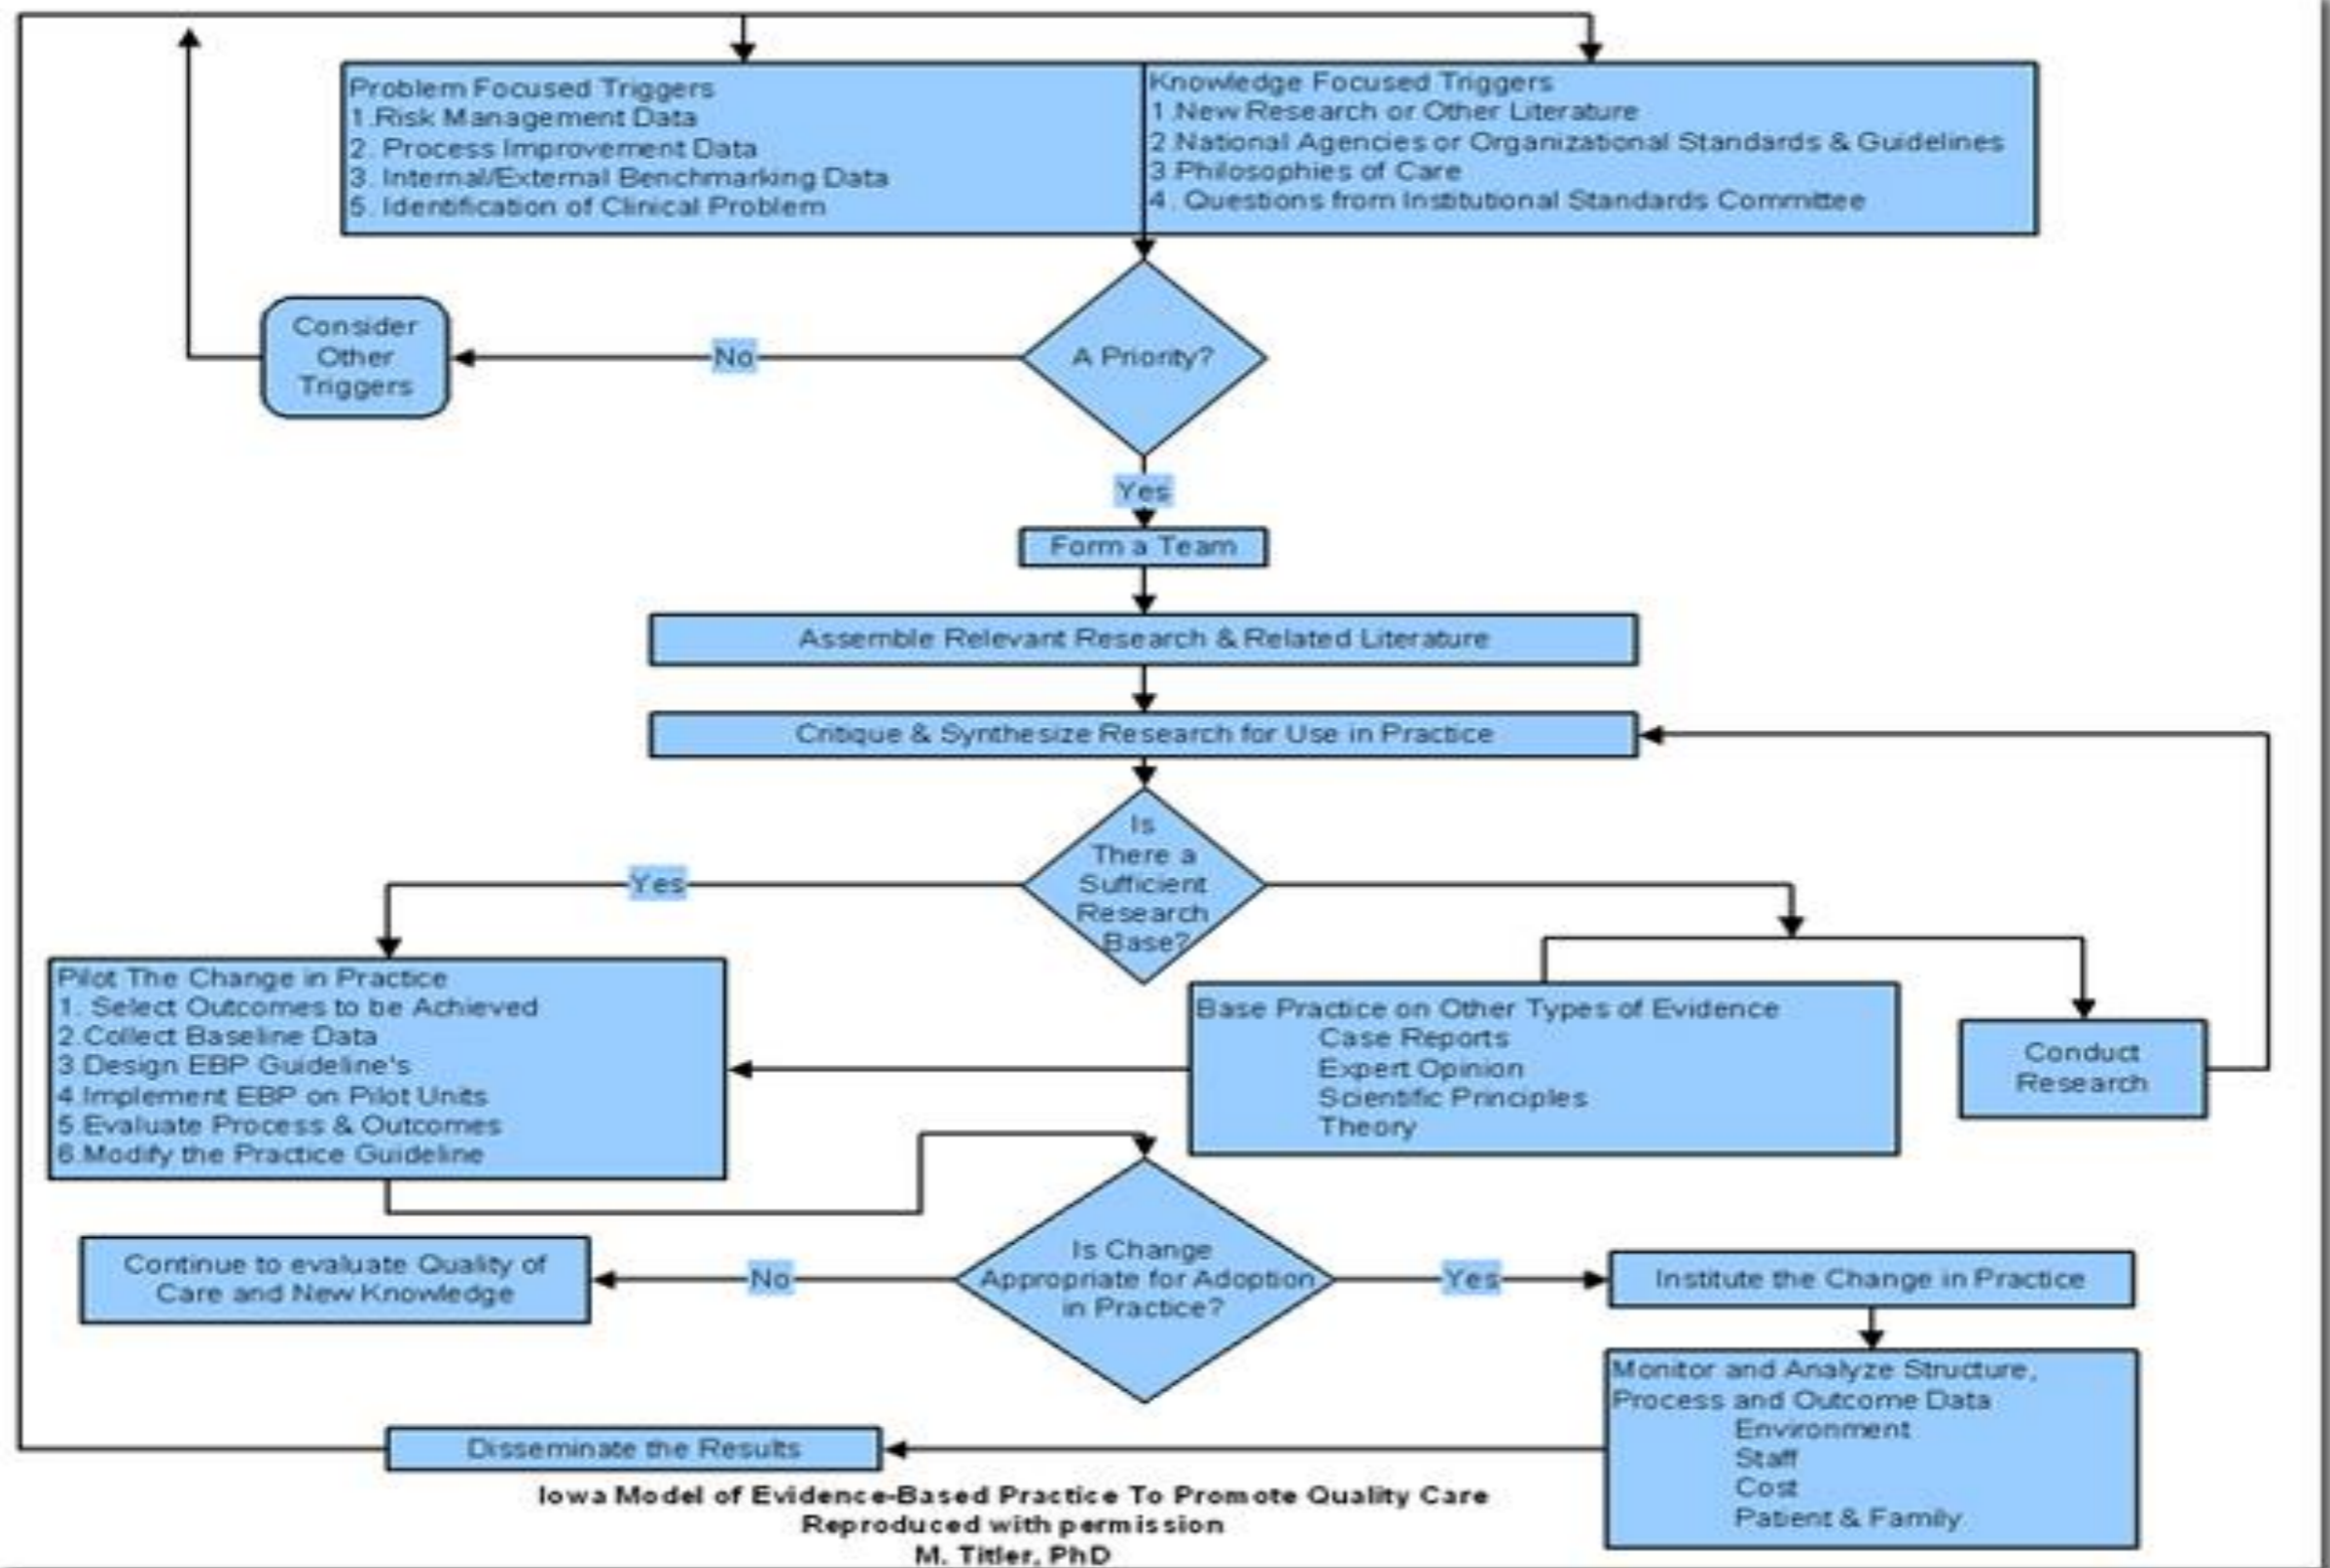 Problem Focused Triggers
1.Risk Management Data
2. Process Improvement Data
3. Internal/External Benchmarking Data
5. Identification of Clinical Problem
Knowledge Focused Triggers
1.New Research or Other Literature
2.National Agencies or Organizational Standards & Guidelines
3.Philosophies of Care
4. Questions from Institutional Standards Committee
Consider
Other
Triggers
No
A Priority?
Yes
Form a Team
Assemble Relevant Research & Related Literature
Critique & Synthesize Research for Use in Practice
Is
There a
Sufficient
Research
Base?
Yes
Pilot The Change in Practice
1. Select Outcomes to be Achieved
2.Collect Baseline Data
3.Design EBP Guideline's
4.Implement EBP on Pilot Units
5.Evaluate Process & Outcomes
6.Modify the Practice Guideline
Base Practice on Other Types of Evidence
Case Reports
Expert Opinion
Scientific Principles
Theory
Conduct
Research
Continue to evaluate Quality of
Care and New Knowledge
No
Is Change
Appropriate for Adoption
in Practice?
Yes
Institute the Change in Practice
Monitor and Analyze Structure,
Process and Outcome Data
Environment
Staff
Cost
Patient & Family
Disseminate the Results
Iowa Model of Evidence-Based Practice To Promote Quality Care
Reproduced with permission
M. Titler, PhD